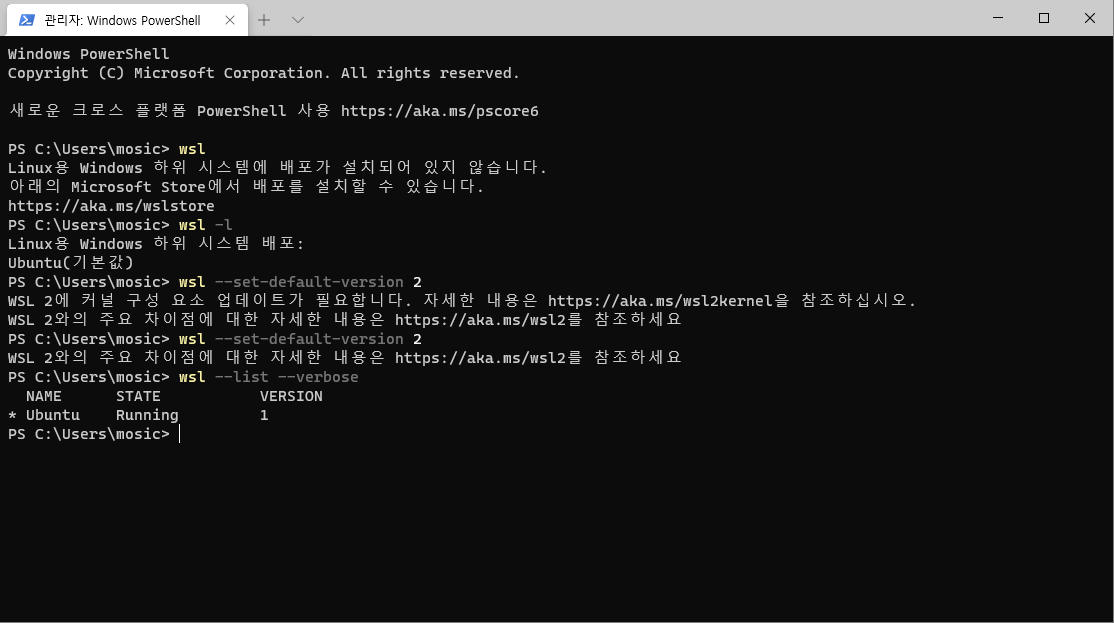 관리자: Windows PowerShell
Windows PowerShell
Copyright (C) Microsoft Corporation. All rights reserved.
새로운 크로스 플랫폼 PowerShell 사용 https://aka.ms/pscore6
PS C:\Users\mosic> wsl
Linux용 Windows 하위 시스템에 배포가 설치되어 있지 않습니다.
아래의 Microsoft Store에서 배포를 설치할 수 있습니다.
https://aka.ms/wslstore
PS C:\Users\mosic> wsl -l
Linux용 Windows 하위 시스템 배포:
Ubuntu(기본값)
PS C:\Users\mosic> wsl --set-default-version 2
WSL 2에 커널 구성 요소 업데이트가 필요합니다. 자세한 내용은 https://aka.ms/wsl2kernel을 참조하십시오.
WSL 2와의 주요 차이점에 대한 자세한 내용은 https://aka.ms/wsl2를 참조하세요
PS C:\Users\mosic> wsl --set-default-version 2
WSL 2와의 주요 차이점에 대한 자세한 내용은 https://aka.ms/wsl2를 참조하세요
PS C:\Users\mosic> wsl --list --verbose
  NAME      STATE           VERSION
* Ubuntu    Running         1
PS C:\Users\mosic>